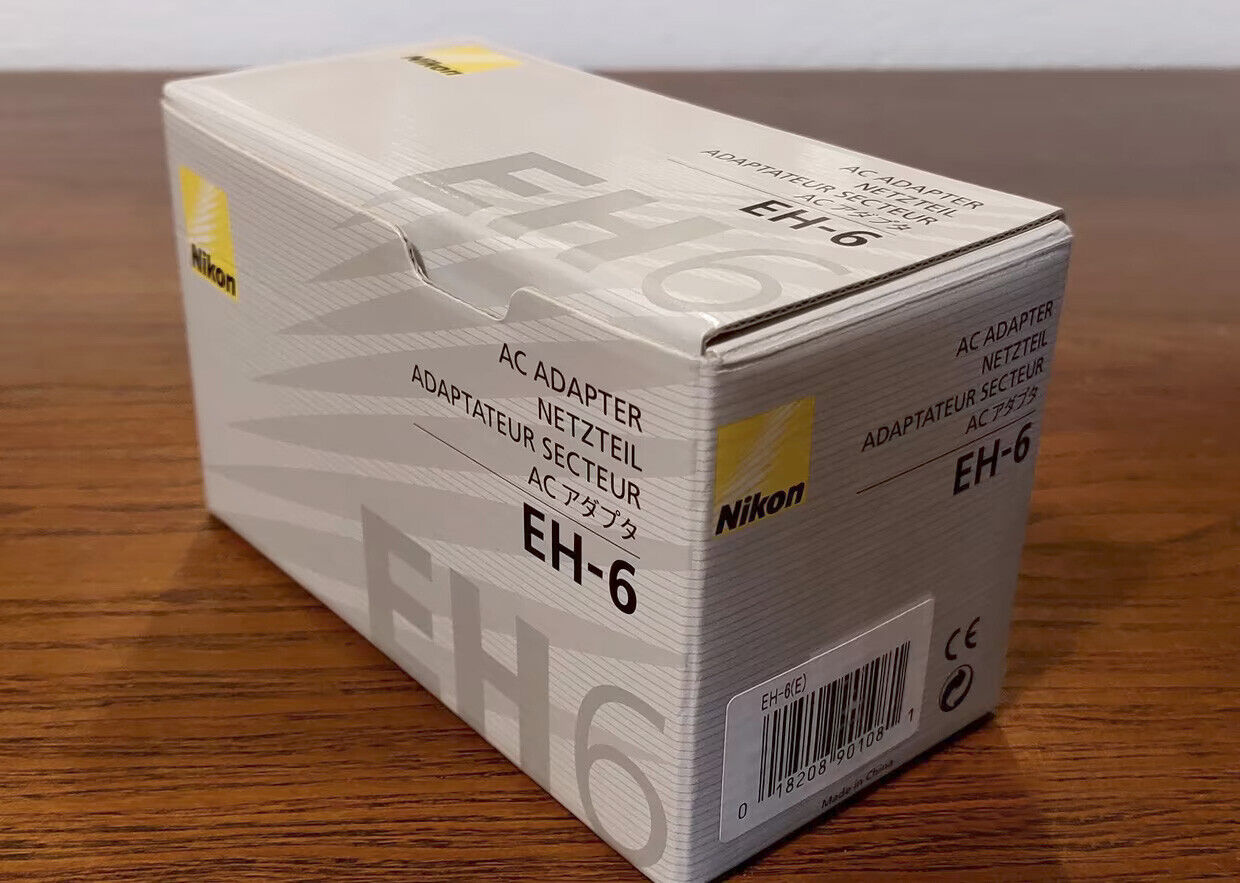 Nikon
EH6
AC ADAPTER
NETZTEIL
ADAPTATEUR SECTEUR
AC アダプタ
EH-6
Nikon
AC ADAPTER
NETZTEIL
ADAPTATEUR SECTEUR
AC アダプタ
EH-6
EH6
Nikon
AC ADAPTER
NETZTEIL
ADAPTATEUR SECTEUR
AC アダプタ
EH-6
CE
EH-6(E)
0 18208 90108 1
Made in China